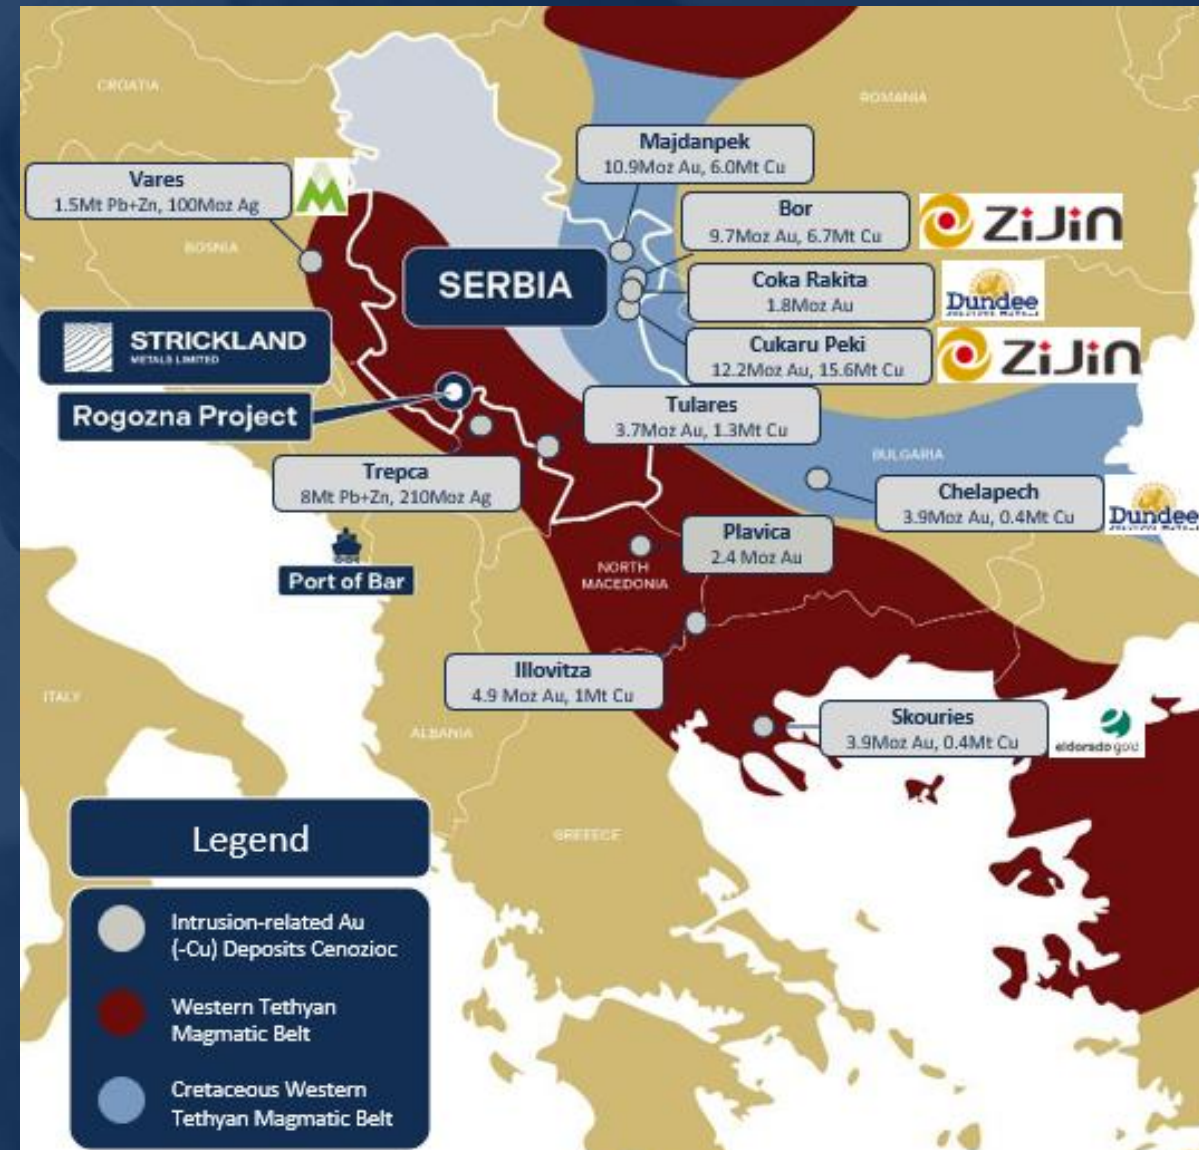 CROATIA
ROMANIA
Majdanpek
10.9Moz Au, 6.0Mt Cu
Vares
1.5Mt Pb+Zn, 100Moz Ag
Bor
9.7Moz Au, 6.7Mt Cu
ZiJin
BOSNIA
SERBIA
Coka Rakita
1.8Moz Au
Dundee
STRICKLAND
METALS LIMITED
Cukaru Peki
12.2Moz Au, 15.6Mt Cu
ZiJin
Rogozna Project
Tulares
3.7Moz Au, 1.3Mt Cu
BULGARIA
Trepca
8Mt Pb+Zn, 210Moz Ag
Chelapech
3.9Moz Au, 0.4Mt Cu
Dundee
Plavica
2.4 Moz Au
Port of Bar
NORTH
MACEDONIA
Illovitza
4.9 Moz Au, 1Mt Cu
ITALY
ALBANIA
Skouries
3.9Moz Au, 0.4Mt Cu
eldorado gold
GREECE
Legend
Intrusion-related Au
(-Cu) Deposits Cenozioc
Western Tethyan
Magmatic Belt
Cretaceous Western
Tethyan Magmatic Belt